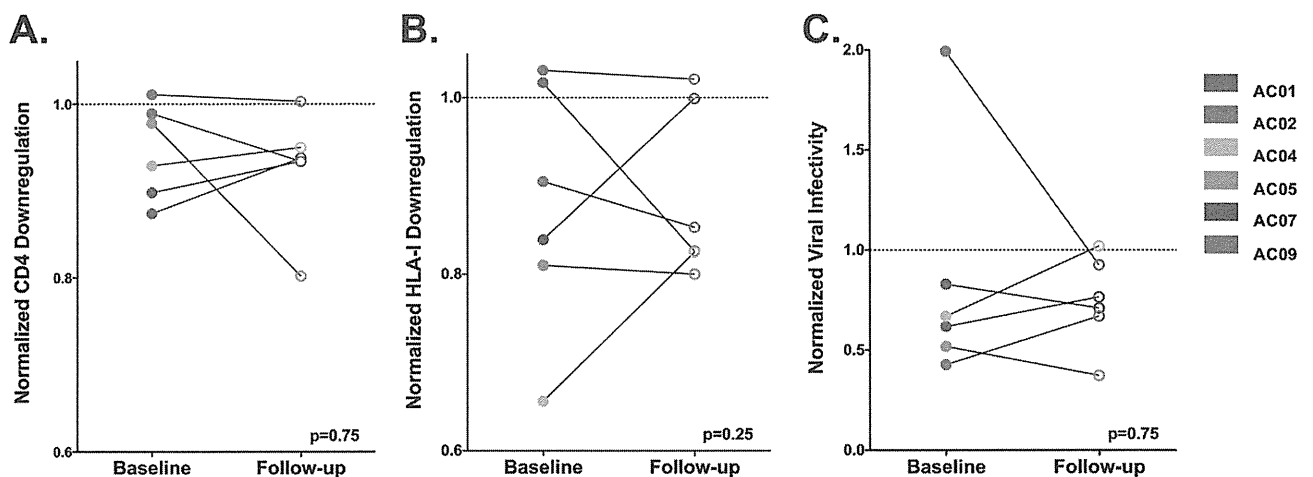 A.
Normalized CD4 Downregulation
1.0
0.8
0.6
Baseline
Follow-up
p=0.75
B.
Normalized HLA-I Downregulation
1.0
0.8
0.6
Baseline
Follow-up
p=0.25
C.
Normalized Viral Infectivity
2.0
1.5
1.0
0.5
0.0
Baseline
Follow-up
p=0.75
AC01
AC02
AC04
AC05
AC07
AC09